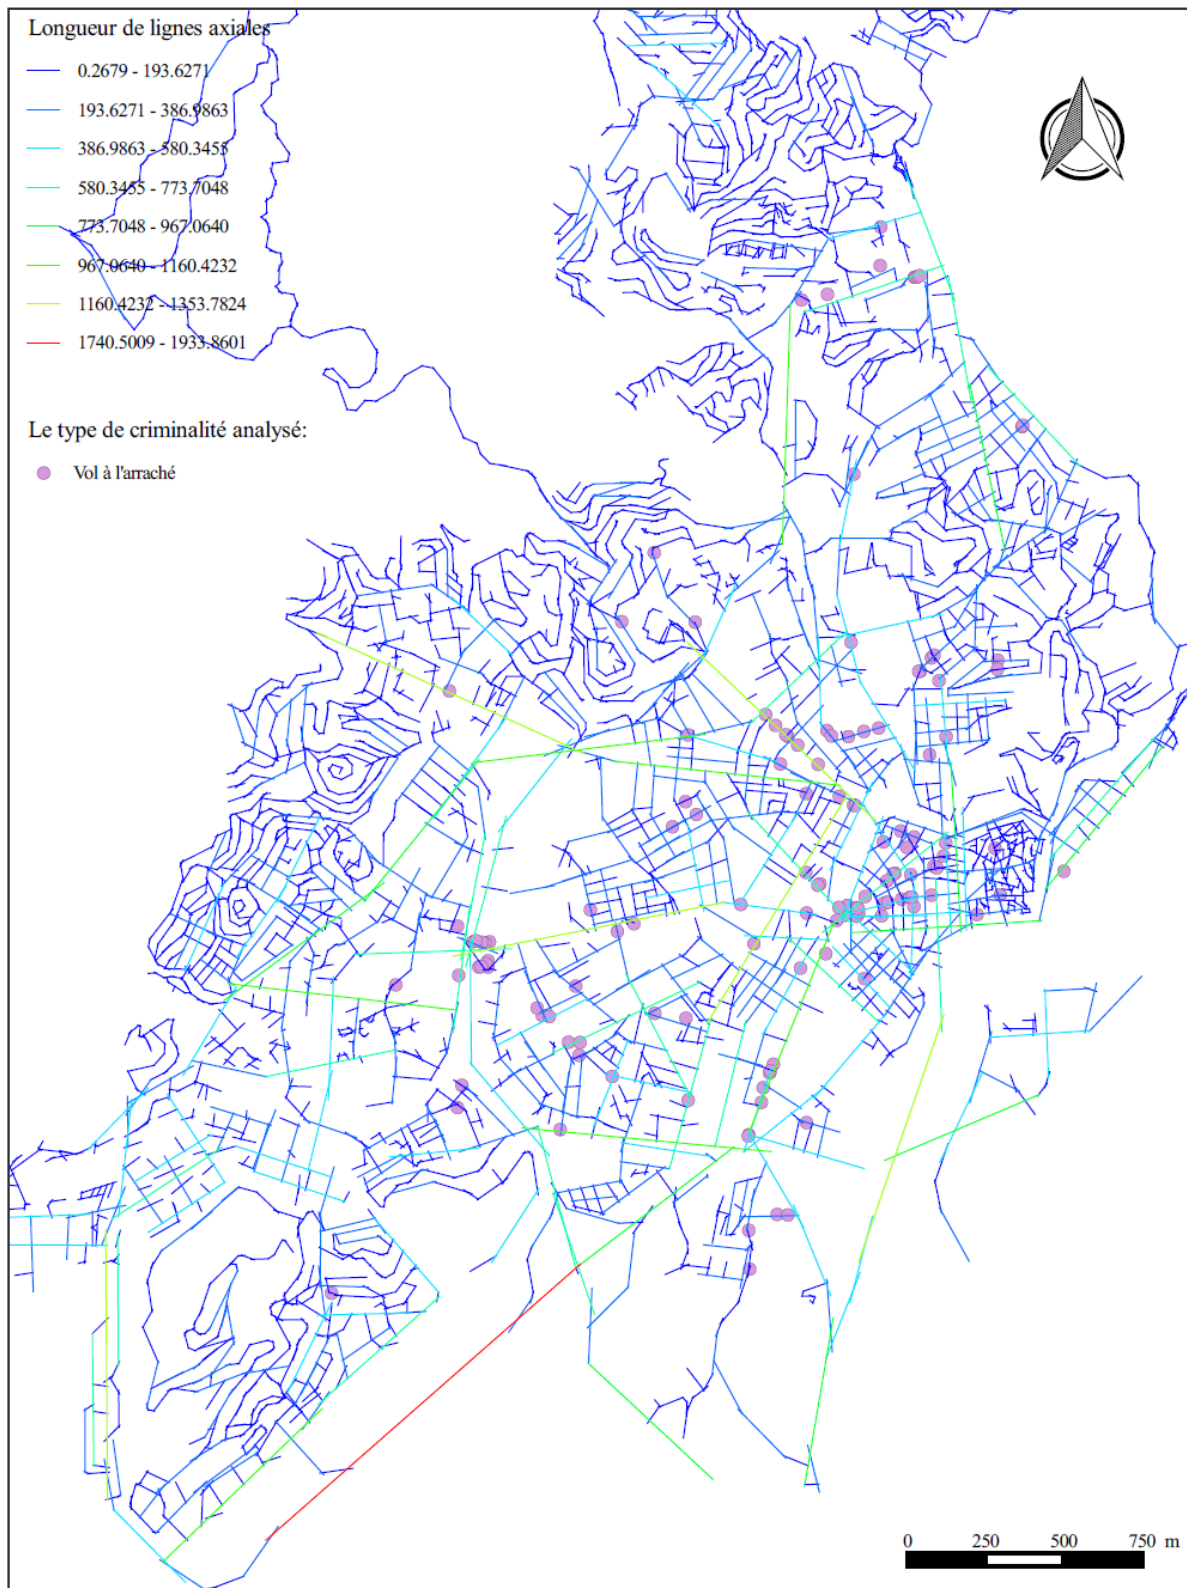 Longueur de lignes axiales
0.2679 - 193.6271
193.6271 - 386.9863
386.9863 - 580.3455
580.3455 - 773.7048
773.7048 - 967.0640
967.0640 - 1160.4232
1160.4232 - 1353.7824
1740.5009 - 1933.8601
Le type de criminalité analysé:
Vol à l'arraché
0 250 500 750 m